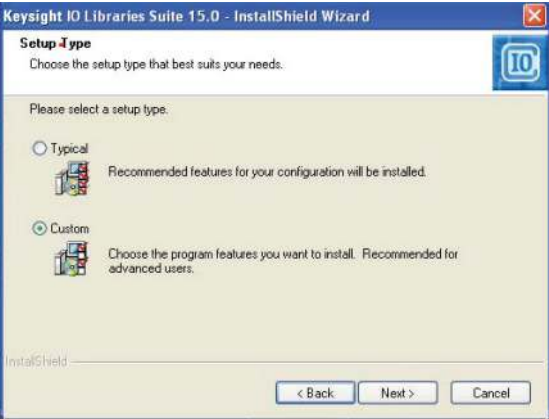 Keysight IO Libraries Suite 15.0 - InstallShield Wizard
Setup Type
Choose the setup type that best suits your needs.
IO
Please select a setup type.
Typical
Recommended features for your configuration will be installed.
Custom
Choose the program features you want to install. Recommended for
advanced users.
InstallShield
< Back Next > Cancel